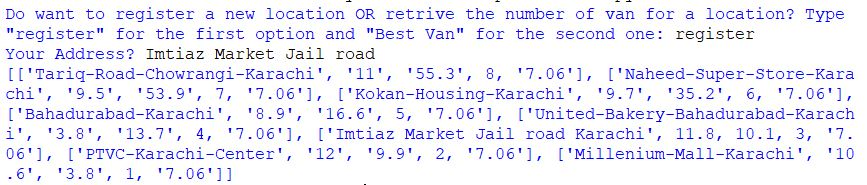 Do want to register a new location OR retrive the number of van for a location? Type
"register" for the first option and "Best Van" for the second one: register
Your Address? Imtiaz Market Jail road
[['Tariq-Road-Chowrangi-Karachi', '11', '55.3', 8, '7.06'], ['Naheed-Super-Store-Kara
chi', '9.5', '53.9', 7, '7.06'], ['Kokan-Housing-Karachi', '9.7', '35.2', 6, '7.06'],
['Bahadurabad-Karachi', '8.9', '16.6', 5, '7.06'], ['United-Bakery-Bahadurabad-Karach
i', '3.8', '13.7', 4, '7.06'], ['Imtiaz Market Jail road Karachi', 11.8, 10.1, 3, '7.
06'], ['PTVC-Karachi-Center', '12', '9.9', 2, '7.06'], ['Millenium-Mall-Karachi', '10
.6', '3.8', 1, '7.06']]